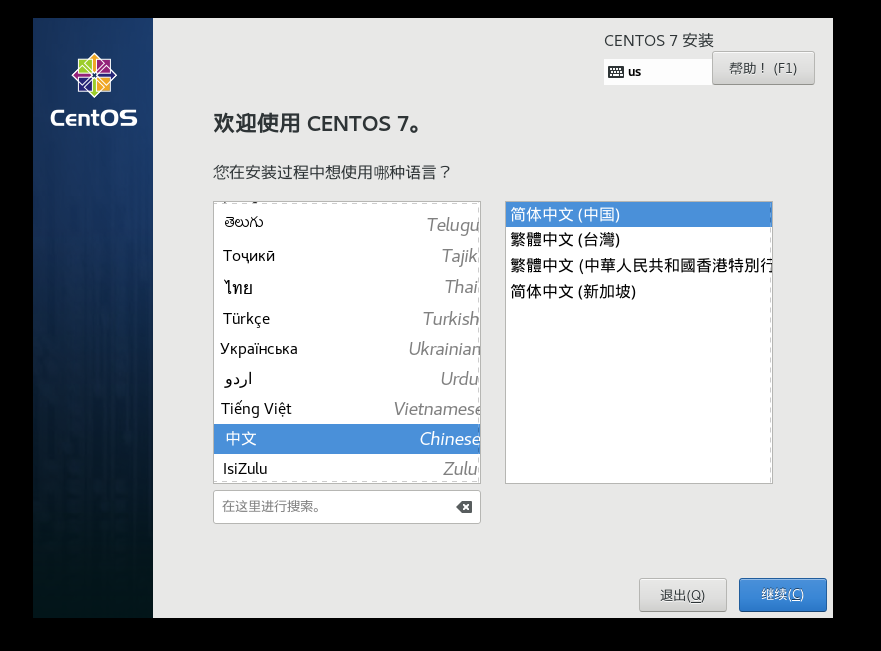 CentOS
CENTOS 7 安装
us
帮助！ (F1)
欢迎使用 CENTOS 7。
您在安装过程中想使用哪种语言？
తెలుగు Telugu
Тоҷикӣ Tajik
ไทย Thai
Türkçe Turkish
Українська Ukrainian
اردو Urdu
Tiếng Việt Vietnamese
中文 Chinese
IsiZulu Zulu
简体中文 (中国)
繁體中文 (台灣)
繁體中文 (中華人民共和國香港特別行
简体中文 (新加坡)
在这里进行搜索。
退出(Q)
继续(C)